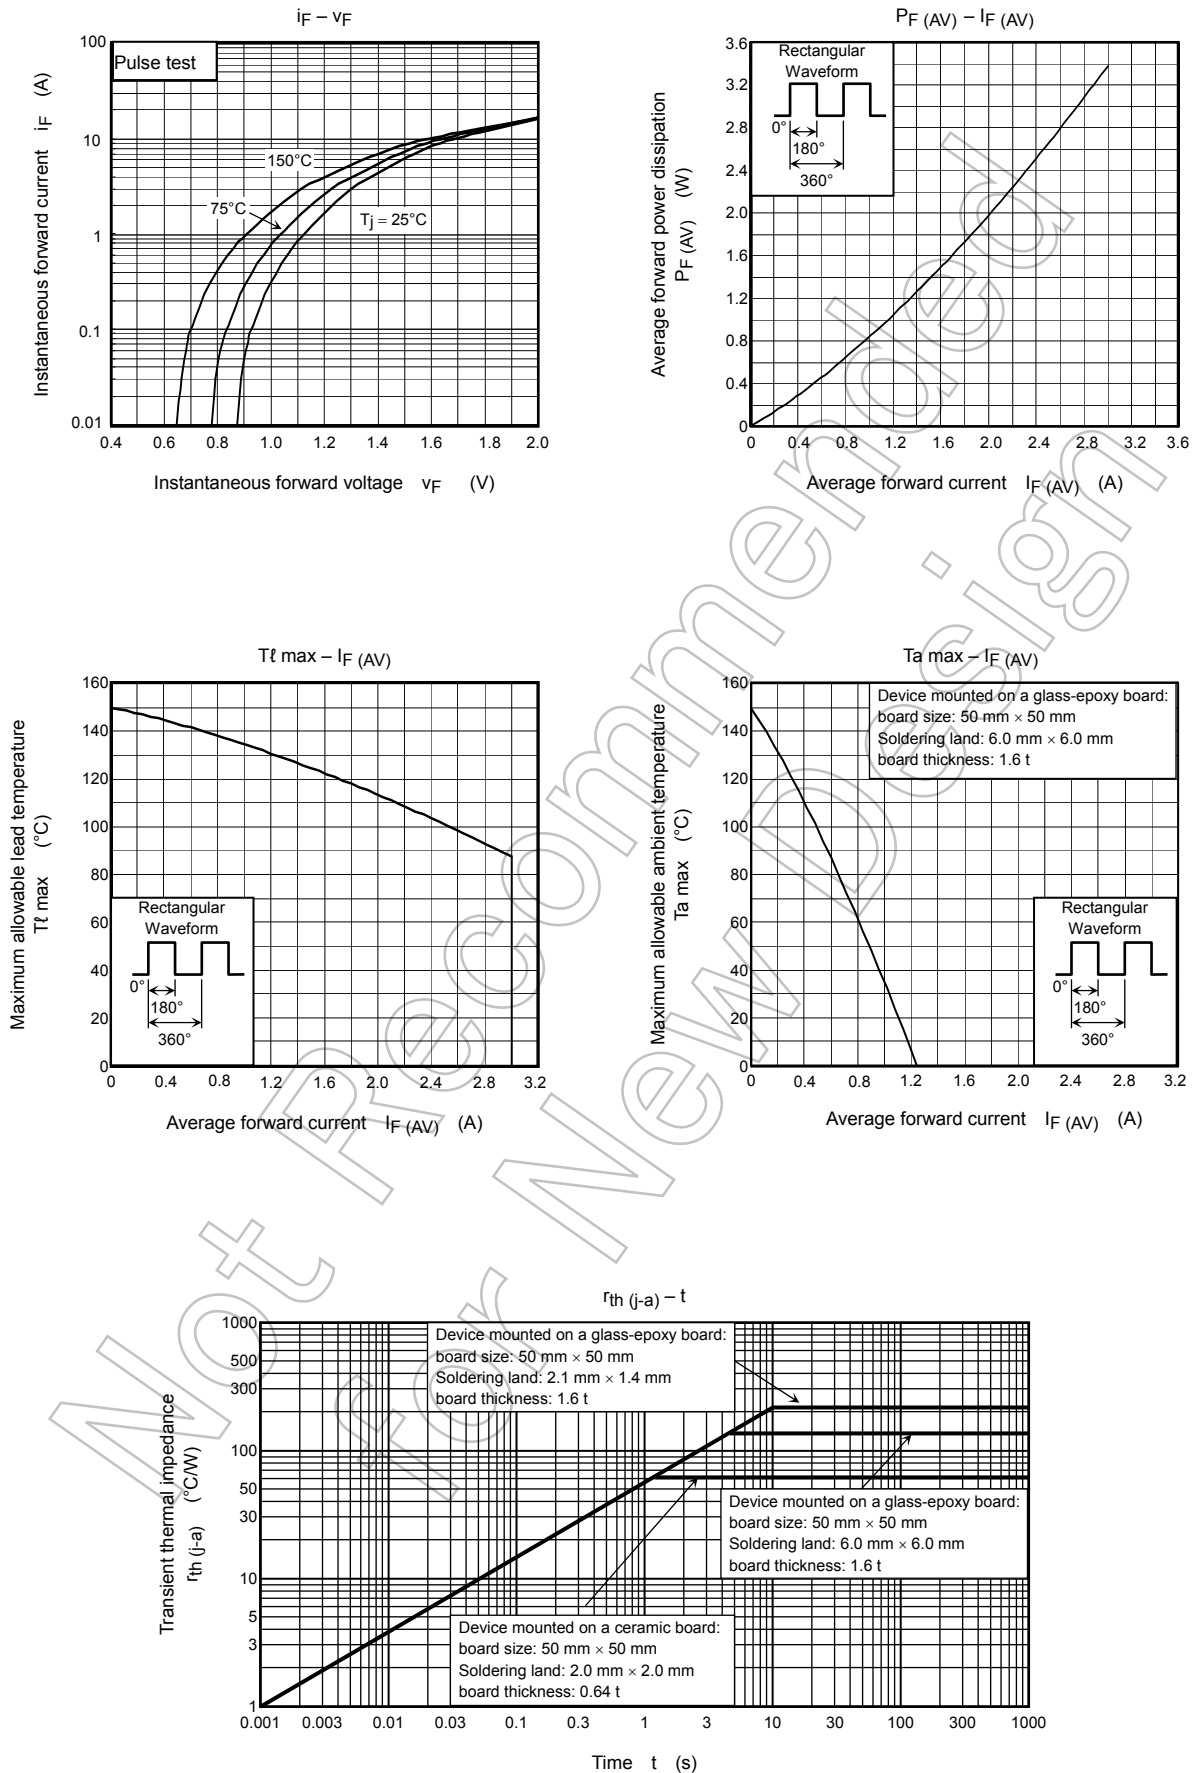 iF – vF
100
10
1
0.1
0.01
Instantaneous forward current iF (A)
Pulse test
150°C
75°C
Tj = 25°C
0.4 0.6 0.8 1.0 1.2 1.4 1.6 1.8 2.0
Instantaneous forward voltage vF (V)
PF (AV) – IF (AV)
3.6
3.2
2.8
2.4
2.0
1.6
1.2
0.8
0.4
0
Average forward power dissipation
PF (AV) (W)
Rectangular
Waveform
0°
180°
360°
0 0.4 0.8 1.2 1.6 2.0 2.4 2.8 3.2 3.6
Average forward current IF (AV) (A)
Tℓ max – IF (AV)
160
140
120
100
80
60
40
20
0
Maximum allowable lead temperature
Tℓ max (°C)
Rectangular
Waveform
0°
180°
360°
0 0.4 0.8 1.2 1.6 2.0 2.4 2.8 3.2
Average forward current IF (AV) (A)
Ta max – IF (AV)
160
140
120
100
80
60
40
20
0
Maximum allowable ambient temperature
Ta max (°C)
Device mounted on a glass-epoxy board:
board size: 50 mm × 50 mm
Soldering land: 6.0 mm × 6.0 mm
board thickness: 1.6 t
Rectangular
Waveform
0°
180°
360°
0 0.4 0.8 1.2 1.6 2.0 2.4 2.8 3.2
Average forward current IF (AV) (A)
rth (j-a) – t
1000
500
300
100
50
30
10
5
3
1
Transient thermal impedance
rth (j-a) (°C/W)
Device mounted on a glass-epoxy board:
board size: 50 mm × 50 mm
Soldering land: 2.1 mm × 1.4 mm
board thickness: 1.6 t
Device mounted on a glass-epoxy board:
board size: 50 mm × 50 mm
Soldering land: 6.0 mm × 6.0 mm
board thickness: 1.6 t
Device mounted on a ceramic board:
board size: 50 mm × 50 mm
Soldering land: 2.0 mm × 2.0 mm
board thickness: 0.64 t
0.001 0.003 0.01 0.03 0.1 0.3 1 3 10 30 100 300 1000
Time t (s)
Not Recommended
for New Design